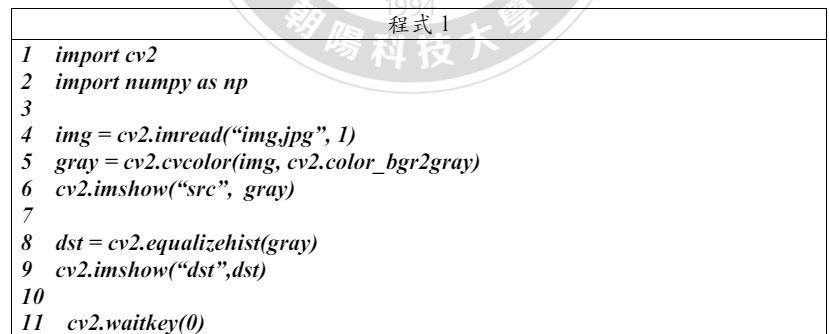 1994
朝陽科技大學
程式 1
1 import cv2
2 import numpy as np
3
4 img = cv2.imread(“img,jpg”, 1)
5 gray = cv2.cvcolor(img, cv2.color_bgr2gray)
6 cv2.imshow(“src”, gray)
7
8 dst = cv2.equalizehist(gray)
9 cv2.imshow(“dst”,dst)
10
11 cv2.waitkey(0)